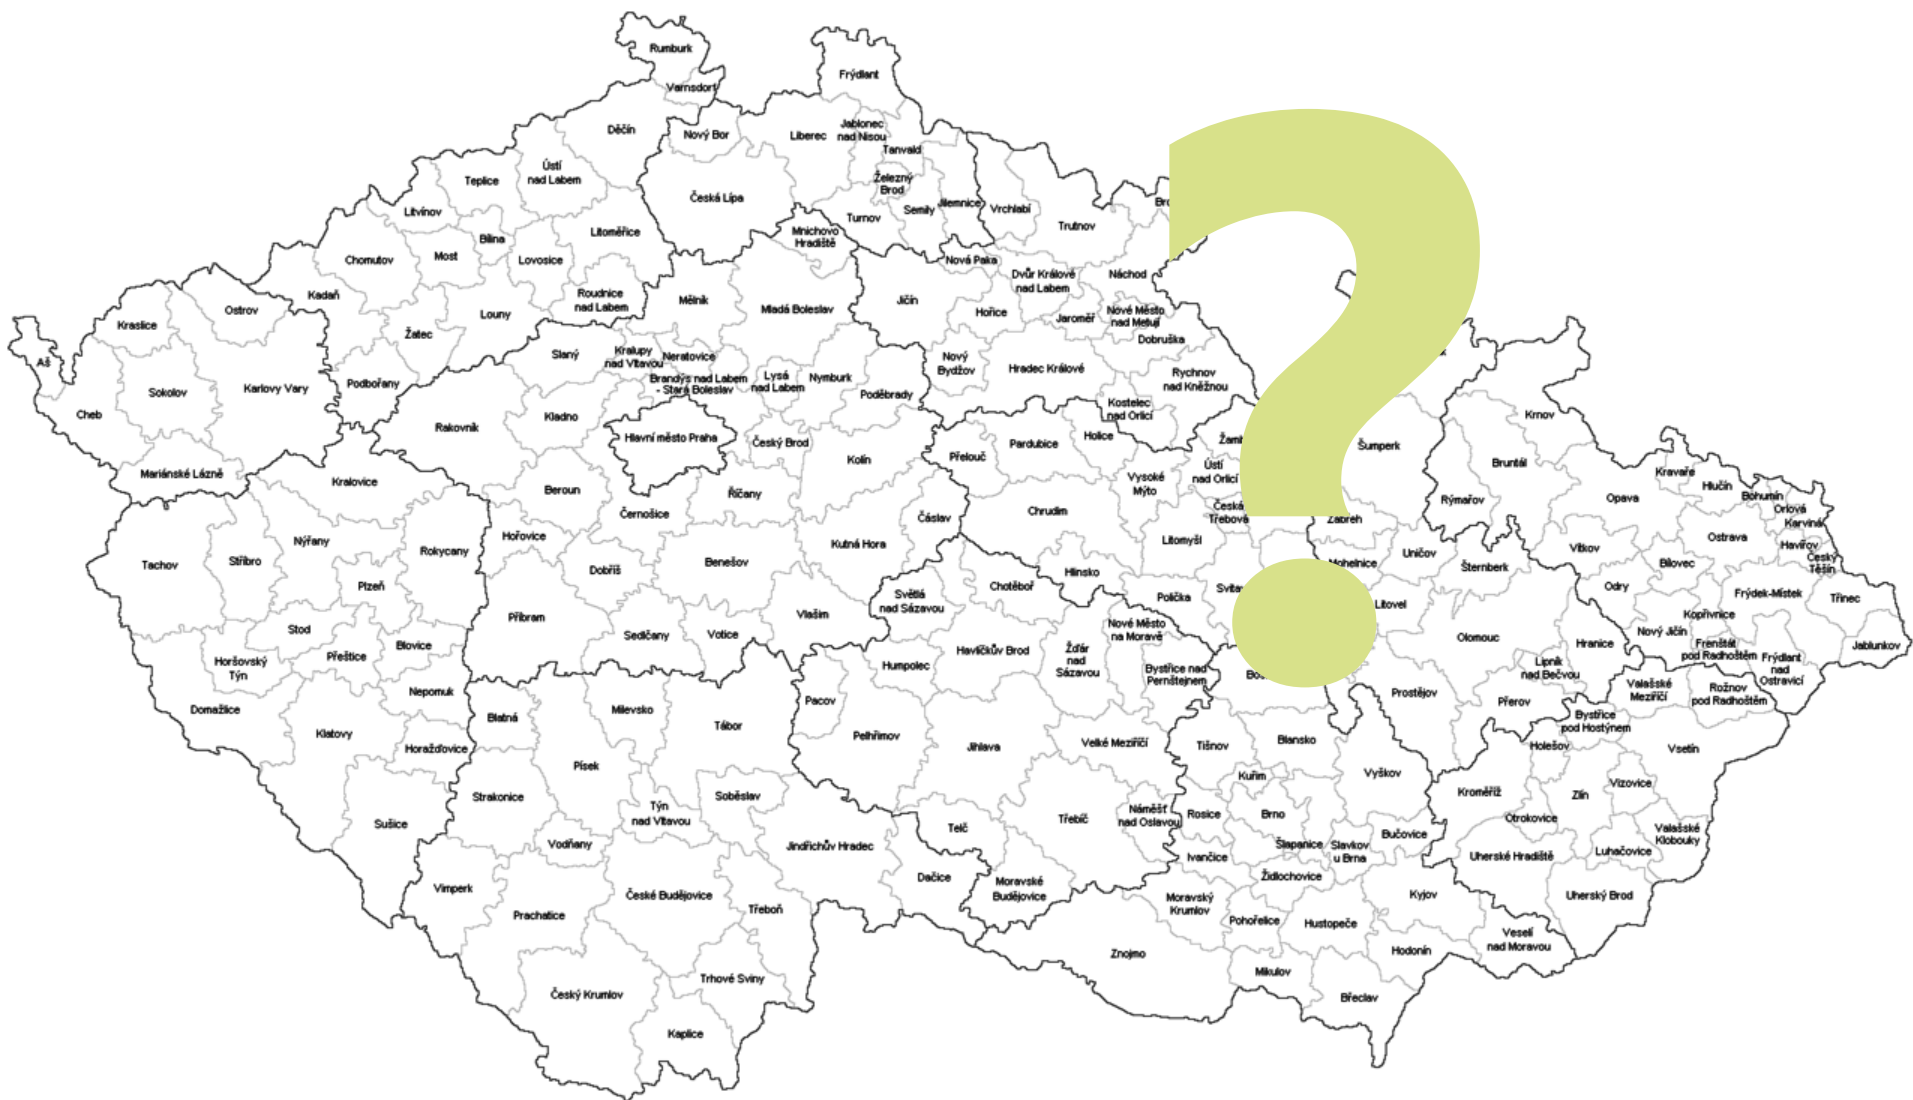 Rumburk
Varnsdorf
Frýdlant
Děčín
Nový Bor
Liberec
Jablonec
nad Nisou
Tanvald
Ústí
nad Labem
Teplice
Železný
Brod
Česká Lípa
Semily
Jilemnice
Vrchlabí
Trutnov
Litvínov
Turnov
Bílina
Litoměřice
Mnichovo
Hradiště
Most
Lovosice
Chomutov
Nová Paka
Dvůr Králové
nad Labem
Náchod
Kadaň
Roudnice
nad Labem
Mělník
Mladá Boleslav
Jičín
Hořice
Jaroměř
Nové Město
nad Metují
Ostrov
Kraslice
Louny
Žatec
Dobruška
Slaný
Kralupy
nad Vltavou
Neratovice
Brandýs nad Labem
- Stará Boleslav
Lysá
nad Labem
Nymburk
Poděbrady
Nový
Bydžov
Hradec Králové
Rychnov
nad Kněžnou
Aš
Podbořany
Karlovy Vary
Sokolov
Cheb
Kostelec
nad Orlicí
Krnov
Kladno
Rakovník
Hlavní město Praha
Český Brod
Kolín
Přelouč
Pardubice
Holice
Šumperk
Mariánské Lázně
Kralovice
Beroun
Říčany
Vysoké
Mýto
Ústí
nad Orlicí
Bruntál
Kravaře
Hlučín
Bohumín
Orlová
Karviná
Rýmařov
Opava
Černošice
Čáslav
Chrudim
Česká
Třebová
Zábřeh
Hořovice
Nýřany
Rokycany
Kutná Hora
Litomyšl
Ostrava
Havířov
Český
Těšín
Tachov
Stříbro
Dobříš
Benešov
Hlinsko
Mohelnice
Uničov
Šternberk
Vítkov
Bílovec
Plzeň
Světlá
nad Sázavou
Chotěboř
Polička
Litovel
Odry
Frýdek-Místek
Třinec
Příbram
Sedlčany
Votice
Vlašim
Kopřivnice
Stod
Přeštice
Blovice
Havlíčkův Brod
Nové Město
na Moravě
Žďár
nad
Sázavou
Olomouc
Hranice
Nový Jičín
Frenštát
pod Radhoštěm
Jablunkov
Horšovský
Týn
Humpolec
Bystřice nad
Pernštejnem
Lipník
nad Bečvou
Frýdlant
nad
Ostravicí
Nepomuk
Domažlice
Blatná
Milevsko
Tábor
Pacov
Prostějov
Přerov
Valašské
Meziříčí
Rožnov
pod Radhoštěm
Klatovy
Horažďovice
Pelhřimov
Jihlava
Velké Meziříčí
Tišnov
Blansko
Bystřice
pod Hostýnem
Holešov
Vsetín
Písek
Kuřim
Vyškov
Strakonice
Soběslav
Týn
nad Vltavou
Kroměříž
Zlín
Vizovice
Sušice
Telč
Třebíč
Náměšť
nad Oslavou
Rosice
Brno
Otrokovice
Valašské
Klobouky
Vodňany
Jindřichův Hradec
Šlapanice
Slavkov
u Brna
Bučovice
Ivančice
Uherské Hradiště
Luhačovice
Vimperk
Dačice
Moravské
Budějovice
Židlochovice
České Budějovice
Třeboň
Moravský
Krumlov
Kyjov
Uherský Brod
Prachatice
Pohořelice
Hustopeče
Veselí
nad Moravou
Znojmo
Hodonín
Mikulov
Trhové Sviny
Český Krumlov
Břeclav
Kaplice
?